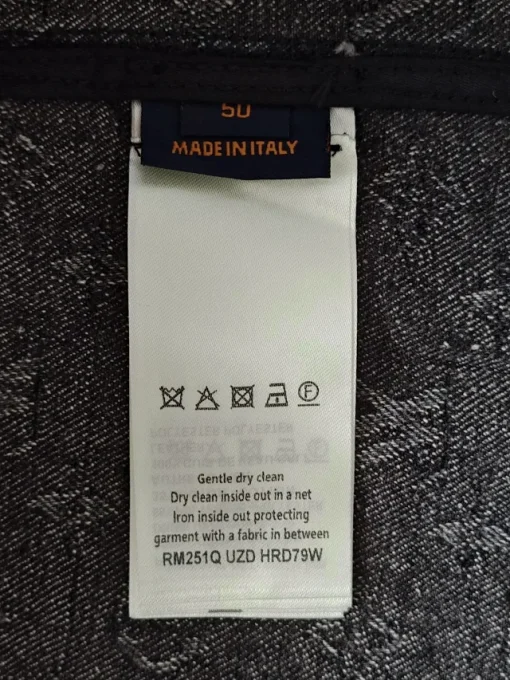 50
MADE IN ITALY
F
Gentle dry clean
Dry clean inside out in a net
Iron inside out protecting
garment with a fabric in between
RM251Q UZD HRD79W